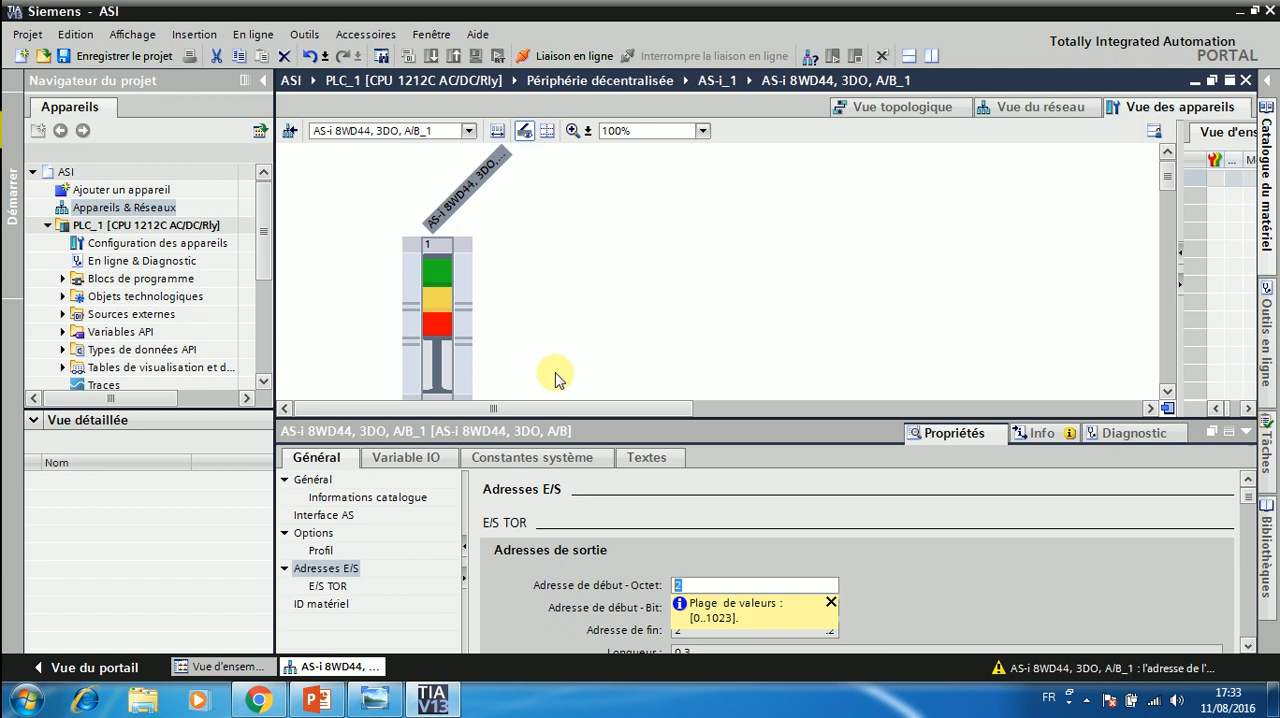 Siemens - ASI
Projet Edition Affichage Insertion En ligne Outils Accessoires Fenêtre Aide
Totally Integrated Automation
PORTAL
Enregistrer le projet
Liaison en ligne
Interrompre la liaison en ligne
Navigateur du projet
ASI PLC_1 [CPU 1212C AC/DC/Rly] Périphérie décentralisée AS-i_1 AS-i 8WD44, 3DO, A/B_1
Appareils
Vue topologique
Vue du réseau
Vue des appareils
AS-i 8WD44, 3DO, A/B_1
100%
Vue d'ens
Démarrer
ASI
Ajouter un appareil
Appareils & Réseaux
PLC_1 [CPU 1212C AC/DC/Rly]
Configuration des appareils
En ligne & Diagnostic
Blocs de programme
Objets technologiques
Sources externes
Variables API
Types de données API
Tables de visualisation et d...
Traces
AS-i 8WD44, 3DO,...
1
... M
Catalogue du matériel
Outils en ligne
Tâches
Bibliothèques
Vue détaillée
Nom
AS-i 8WD44, 3DO, A/B_1 [AS-i 8WD44, 3DO, A/B]
Propriétés
Info
Diagnostic
Général
Variable IO
Constantes système
Textes
Général
Informations catalogue
Interface AS
Options
Profil
Adresses E/S
E/S TOR
ID matériel
Adresses E/S
E/S TOR
Adresses de sortie
Adresse de début - Octet: 2
Adresse de début - Bit:
Plage de valeurs :
[0..1023].
Adresse de fin: 2 .2
Longueur : 0.3
Vue du portail
Vue d'ensem...
AS-i 8WD44, ...
AS-i 8WD44, 3DO, A/B_1 : l'adresse de l'...
TIA
V13
FR
17:33
11/08/2016